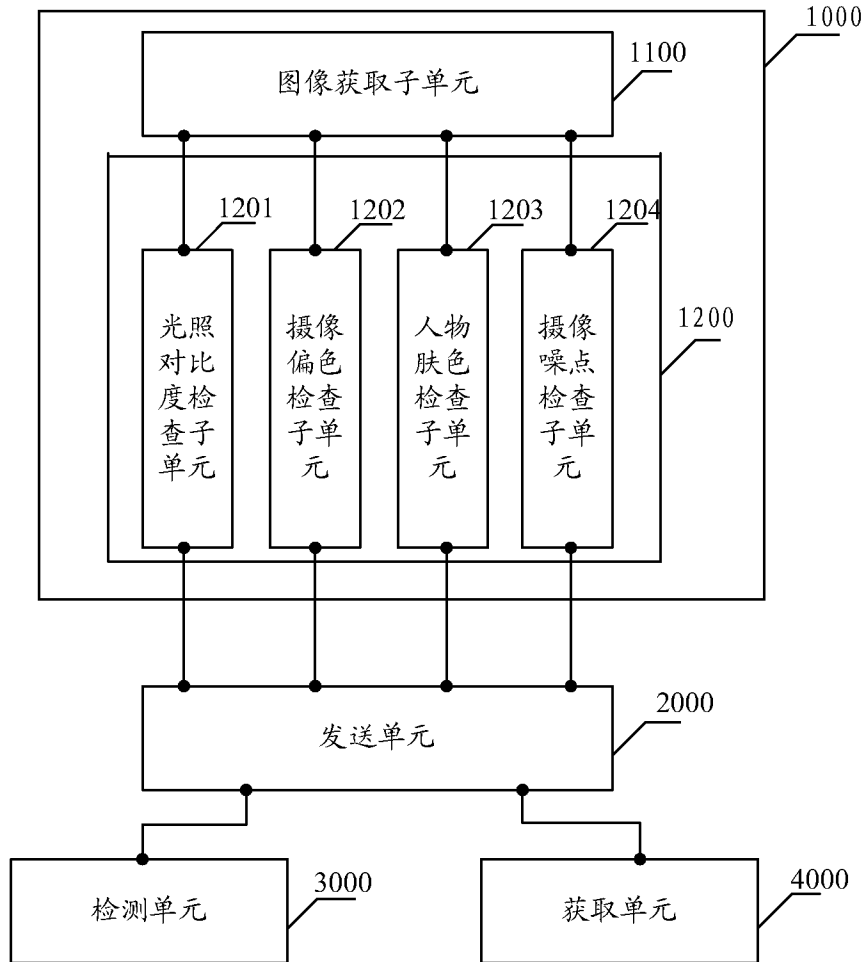 1000
1100
图像获取子单元
1201
1202
1203
1204
光照
对比
度检
查子
单元
摄像
偏色
检查
子单
元
人物
肤色
检查
子单
元
摄像
噪点
检查
子单
元
1200
2000
发送单元
3000
检测单元
4000
获取单元